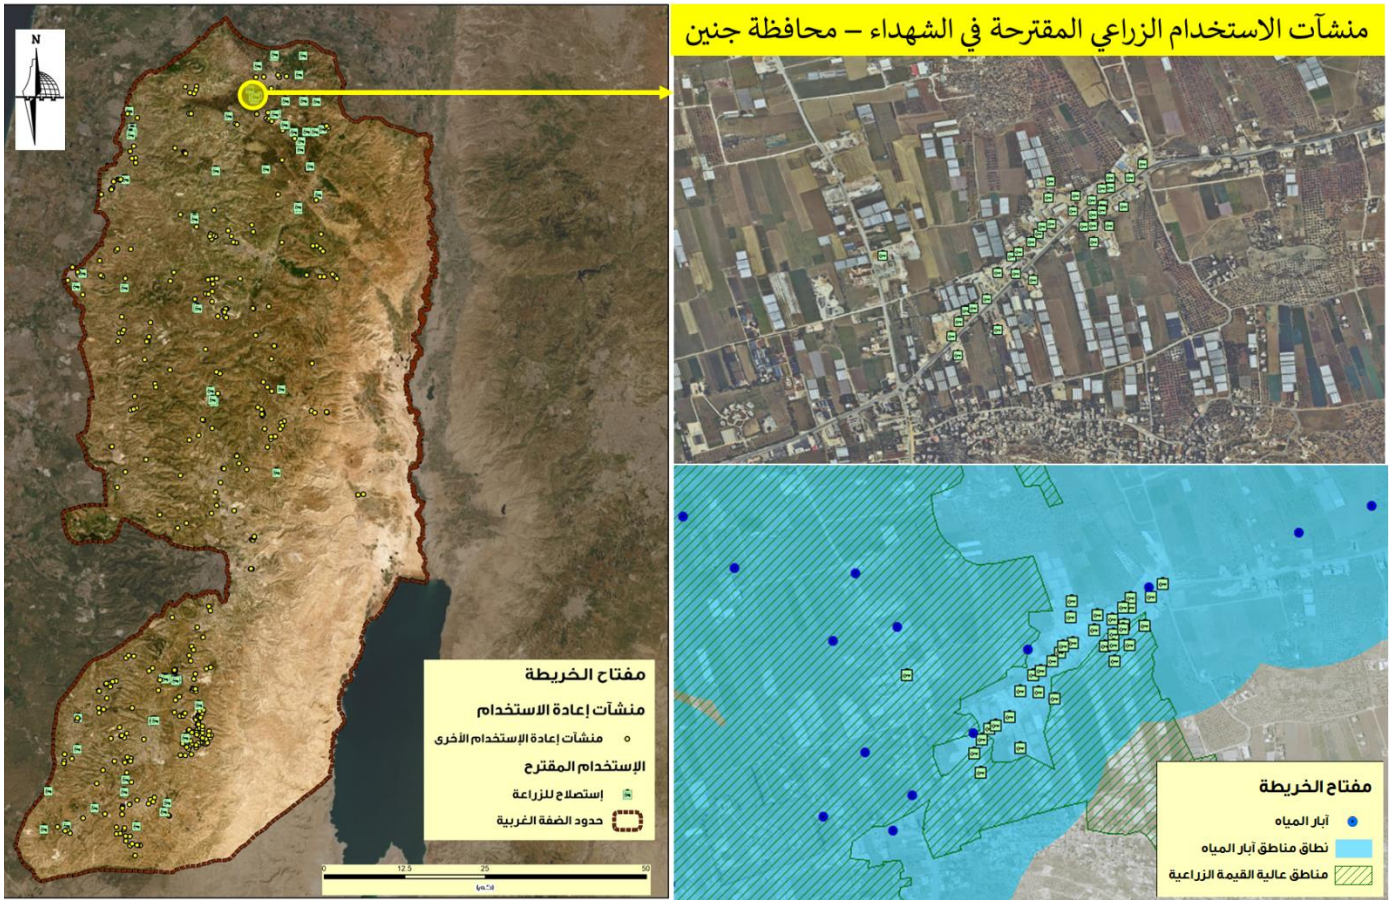 منشآت الاستخدام الزراعي المقترحة في الشهداء – محافظة جنين
N
مفتاح الخريطة
منشآت إعادة الاستخدام
منشآت إعادة الإستخدام الأخرى
الإستخدام المقترح
إستصلاح للزراعة
حدود الضفة الغربية
0 12.5 25 50
(كم)
مفتاح الخريطة
آبار المياه
نطاق مناطق آبار المياه
مناطق عالية القيمة الزراعية